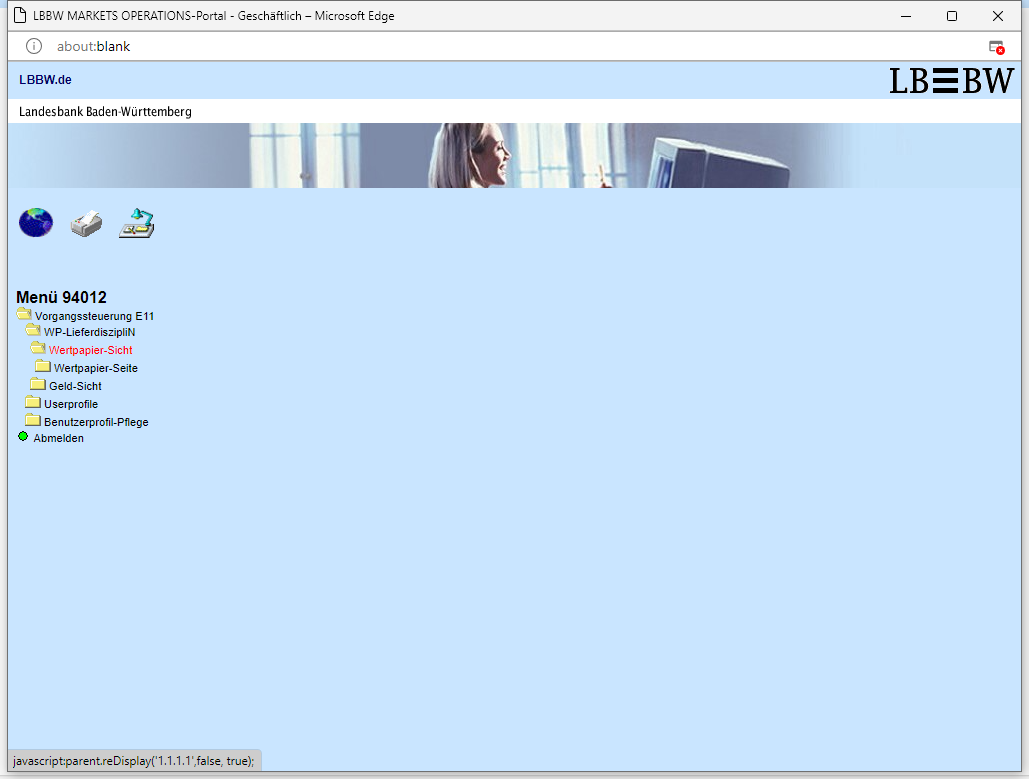 LBBW MARKETS OPERATIONS-Portal - Geschäftlich – Microsoft Edge
about:blank
LBBW.de
LBBW
Landesbank Baden-Württemberg
Menü 94012
Vorgangssteuerung E11
WP-LieferdiszipliN
Wertpapier-Sicht
Wertpapier-Seite
Geld-Sicht
Userprofile
Benutzerprofil-Pflege
Abmelden
javascript:parent.reDisplay('1.1.1.1',false, true);